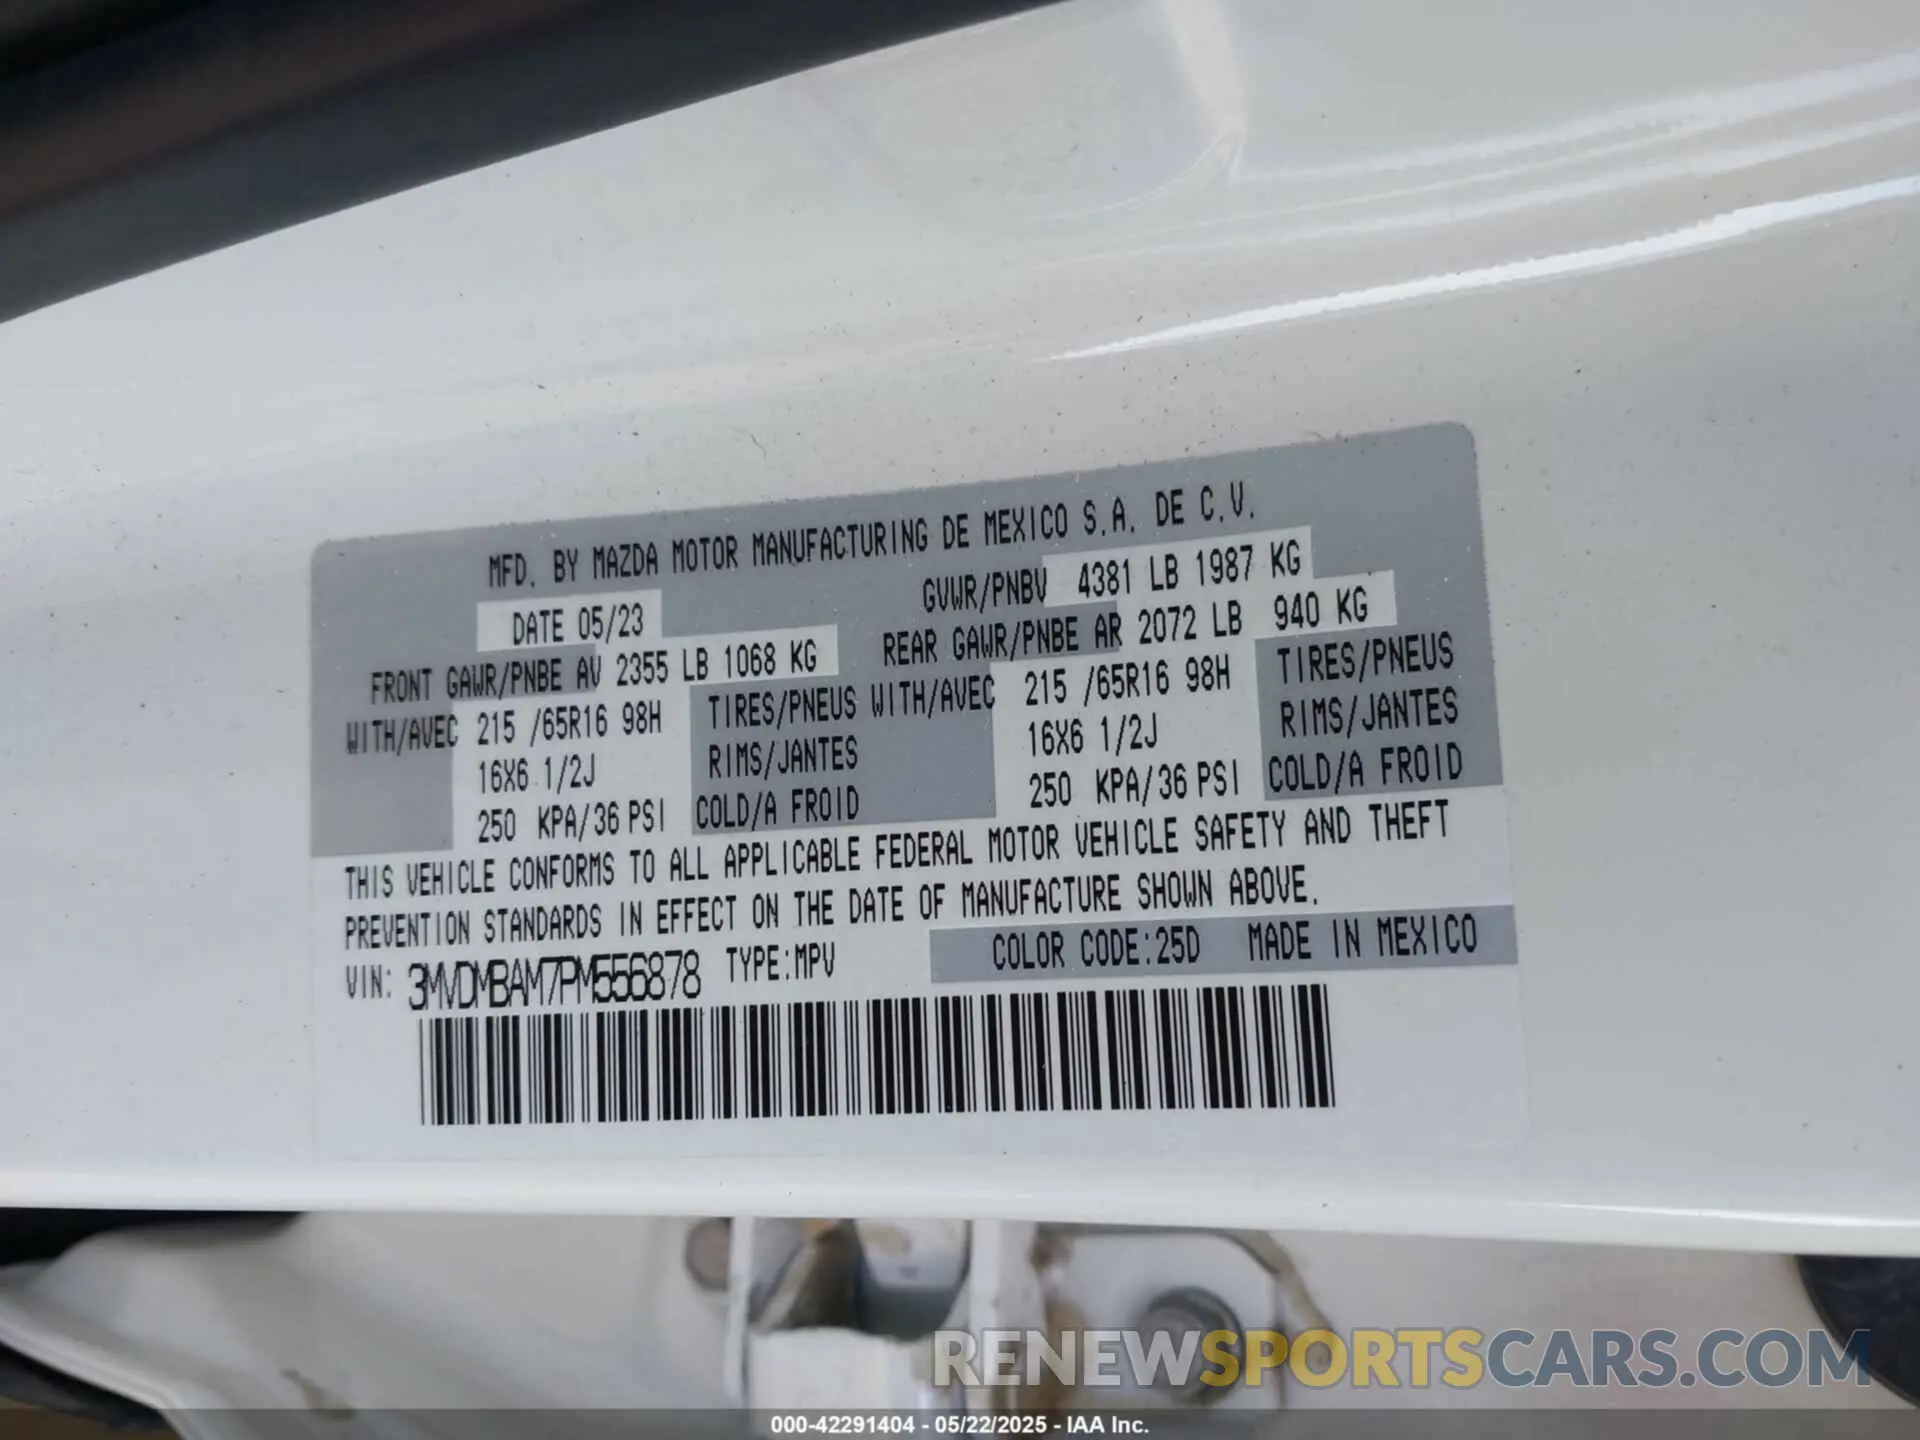 MFD. BY MAZDA MOTOR MANUFACTURING DE MEXICO S.A. DE C.V.
DATE 05/23 GVWR/PNBV 4381 LB 1987 KG
FRONT GAWR/PNBE AV 2355 LB 1068 KG REAR GAWR/PNBE AR 2072 LB 940 KG
WITH/AVEC 215 /65R16 98H TIRES/PNEUS WITH/AVEC 215 /65R16 98H TIRES/PNEUS
16X6 1/2J RIMS/JANTES 16X6 1/2J RIMS/JANTES
250 KPA/36 PSI COLD/A FROID 250 KPA/36 PSI COLD/A FROID
THIS VEHICLE CONFORMS TO ALL APPLICABLE FEDERAL MOTOR VEHICLE SAFETY AND THEFT
PREVENTION STANDARDS IN EFFECT ON THE DATE OF MANUFACTURE SHOWN ABOVE.
VIN: 3MVDMBAM7PM556878 TYPE:MPV COLOR CODE:25D MADE IN MEXICO
RENEWSPORTSCARS.COM
000-42291404 - 05/22/2025 - IAA Inc.